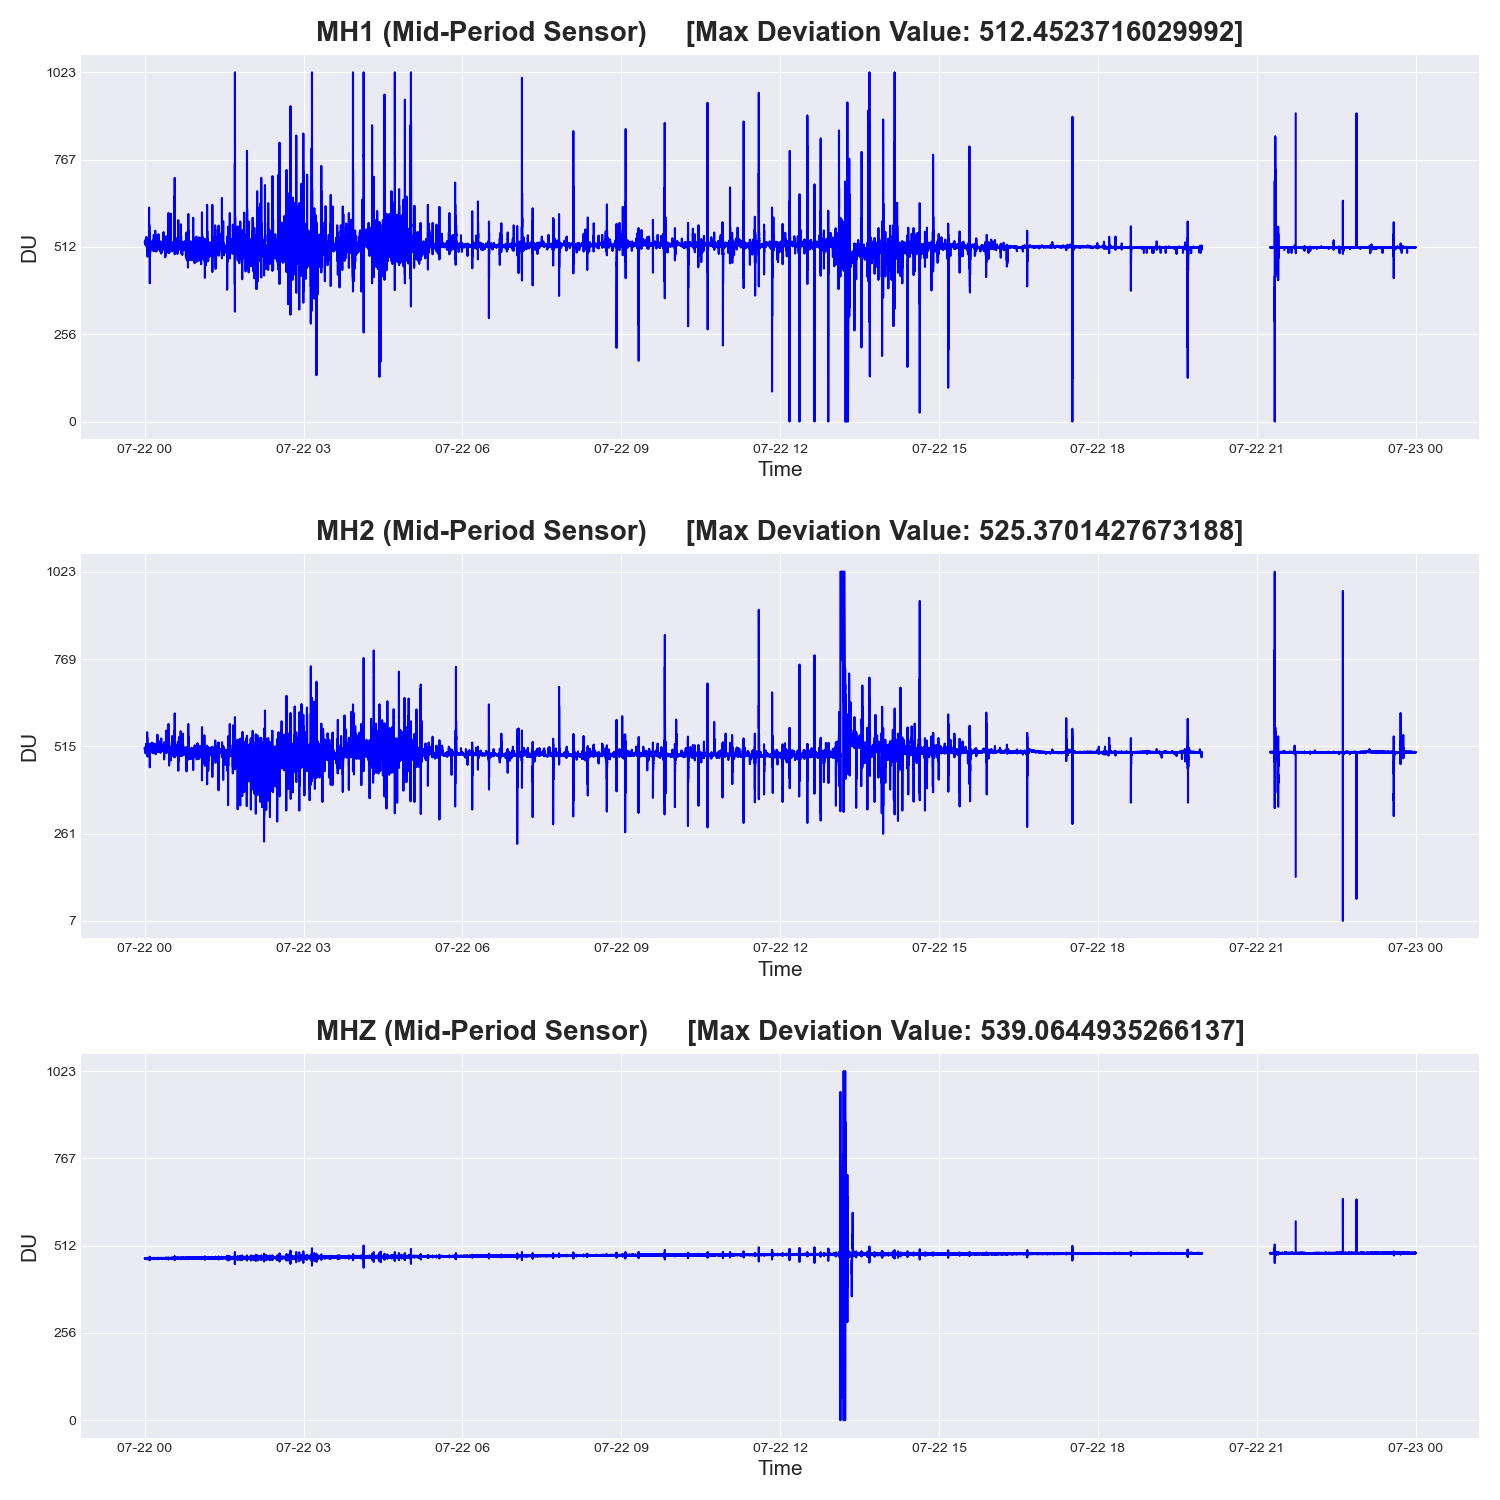 MH1 (Mid-Period Sensor)     [Max Deviation Value: 512.4523716029992]
1023
767
512
256
0
DU
07-22 00 07-22 03 07-22 06 07-22 09 07-22 12 07-22 15 07-22 18 07-22 21 07-23 00
Time
MH2 (Mid-Period Sensor)     [Max Deviation Value: 525.3701427673188]
1023
769
515
261
7
DU
07-22 00 07-22 03 07-22 06 07-22 09 07-22 12 07-22 15 07-22 18 07-22 21 07-23 00
Time
MHZ (Mid-Period Sensor)     [Max Deviation Value: 539.0644935266137]
1023
767
512
256
0
DU
07-22 00 07-22 03 07-22 06 07-22 09 07-22 12 07-22 15 07-22 18 07-22 21 07-23 00
Time